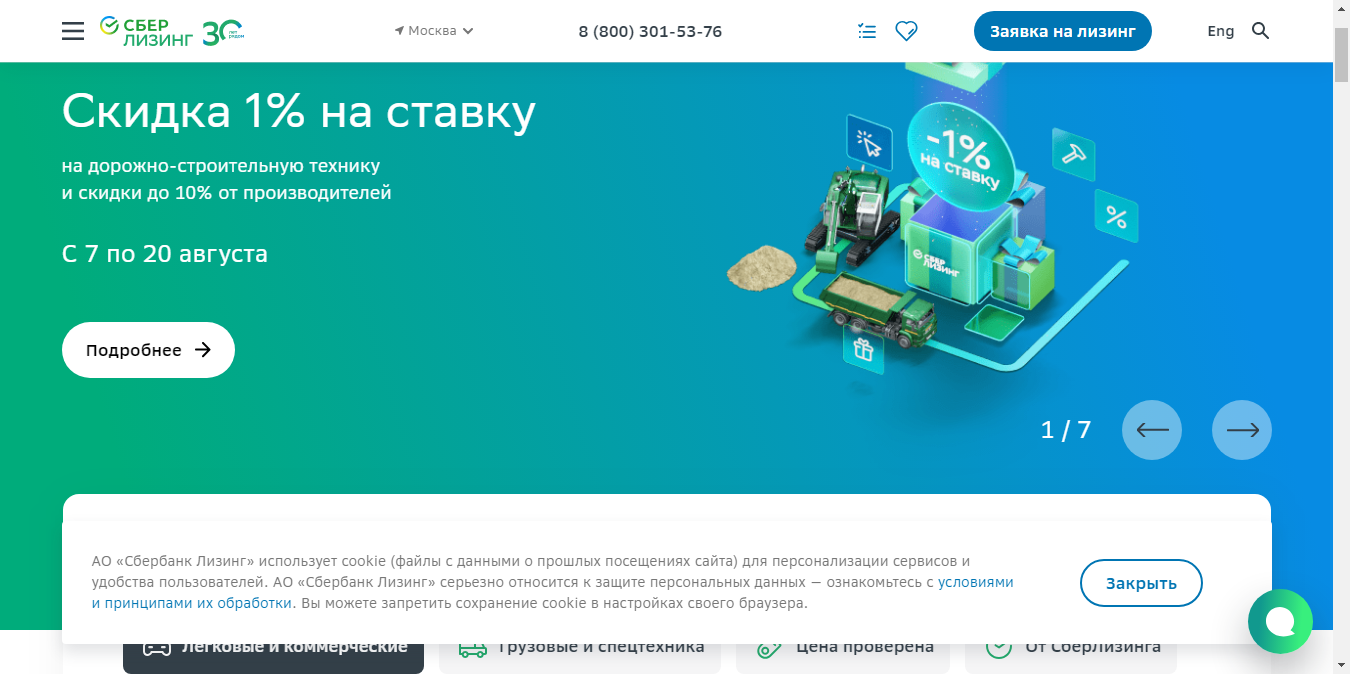 СБЕР
ЛИЗИНГ
30 лет рядом
Москва
8 (800) 301-53-76
Заявка на лизинг
Eng
Скидка 1% на ставку
на дорожно-строительную технику
и скидки до 10% от производителей
С 7 по 20 августа
Подробнее
-1%
на ставку
%
СБЕР
ЛИЗИНГ
1 / 7
АО «Сбербанк Лизинг» использует cookie (файлы с данными о прошлых посещениях сайта) для персонализации сервисов и
удобства пользователей. АО «Сбербанк Лизинг» серьезно относится к защите персональных данных — ознакомьтесь с условиями
и принципами их обработки. Вы можете запретить сохранение cookie в настройках своего браузера.
Закрыть
Легковые и коммерческие
Грузовые и спецтехника
Цена проверена
От СберЛизинга